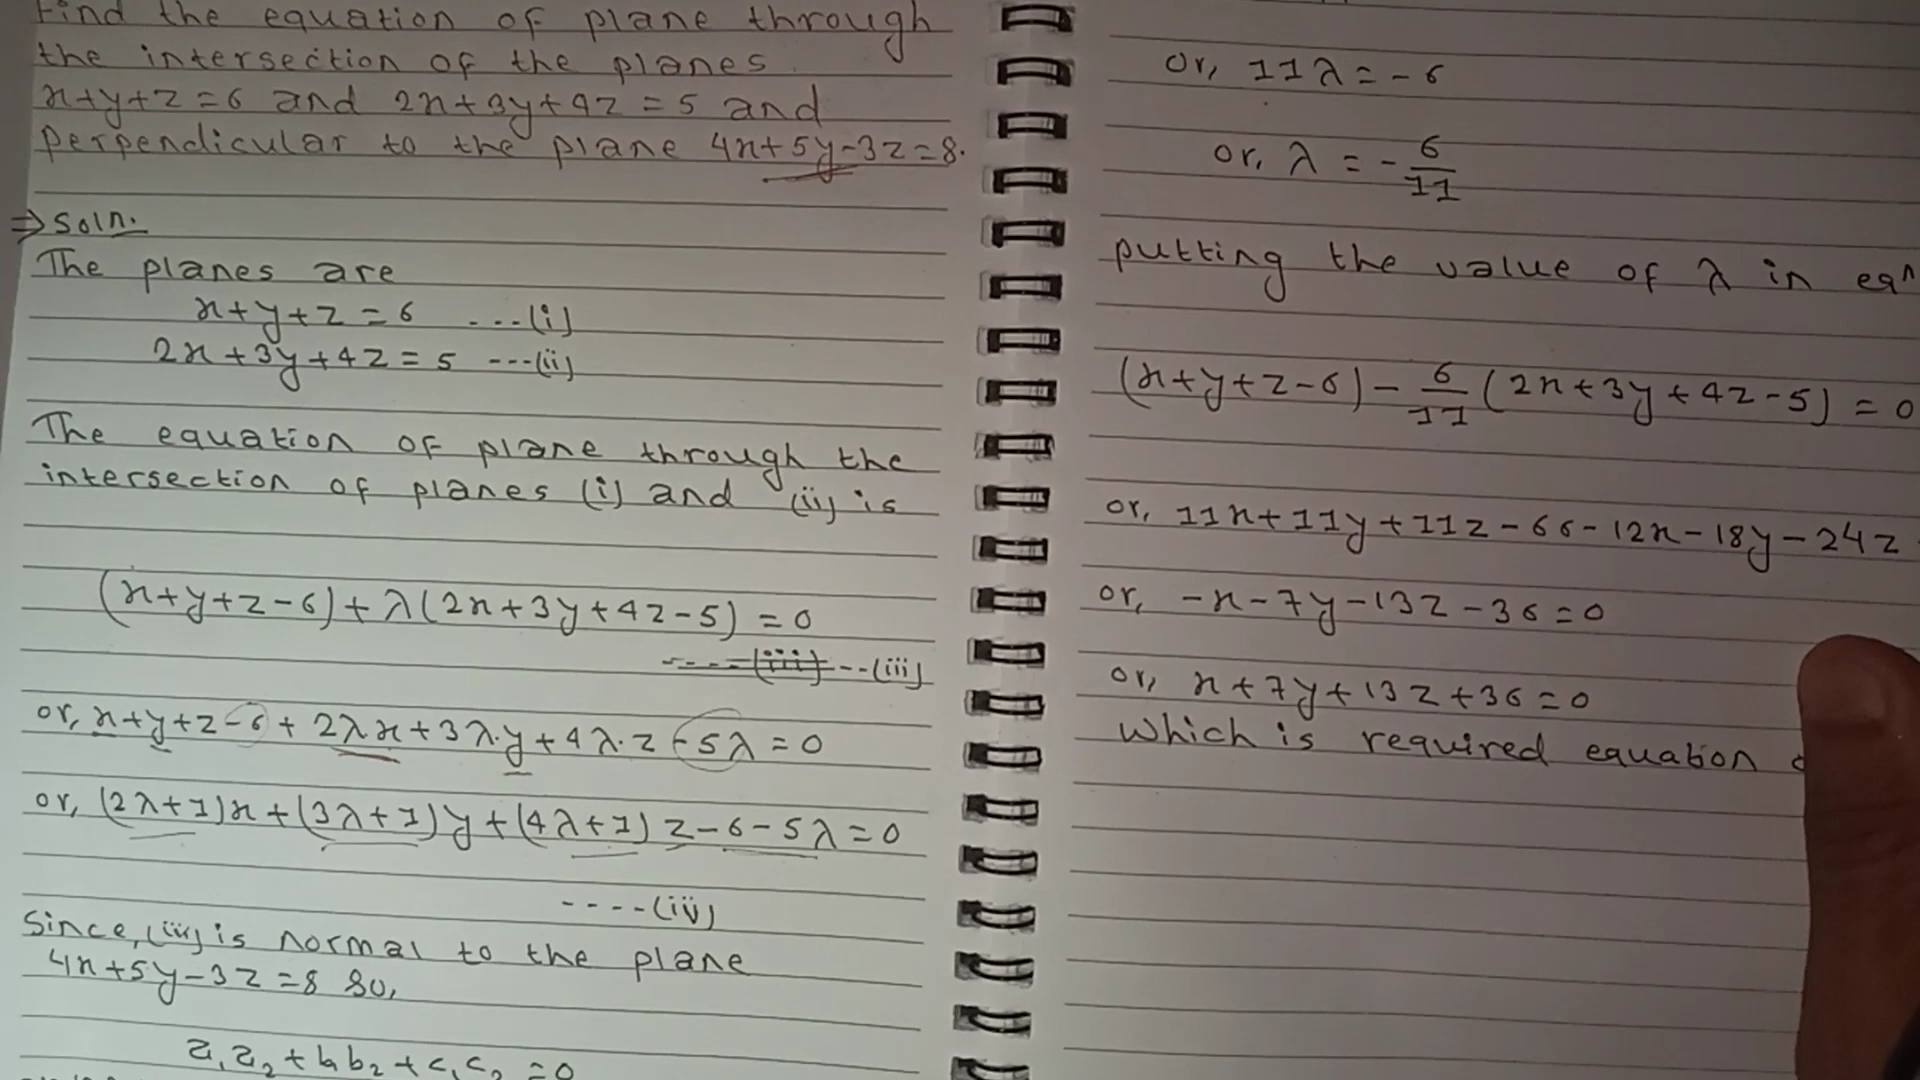 Find the equation of plane through
the intersection of the planes
x+y+z=6 and 2x+3y+4z=5 and
perpendicular to the plane 4x+5y-3z=8.
⇒ Soln.
The planes are
x+y+z=6 ---(i)
2x+3y+4z=5 ---(ii)
The equation of plane through the
intersection of planes (i) and (ii) is
(x+y+z-6)+λ(2x+3y+4z-5)=0
----(iii)--(iii)
or, x+y+z-6+2λx+3λ.y+4λ.z-5λ=0
or, (2λ+1)x+(3λ+1)y+(4λ+1)z-6-5λ=0
----(iv)
Since, (iii) is normal to the plane
4x+5y-3z=8 so,
a₁a₂+b₁b₂+c₁c₂=0
or, 11λ=-6
or, λ=-6/11
putting the value of λ in eqⁿ
(x+y+z-6)-6/11(2x+3y+4z-5)=0
or, 11x+11y+11z-66-12x-18y-24z
or, -x-7y-13z-36=0
or, x+7y+13z+36=0
Which is required equation